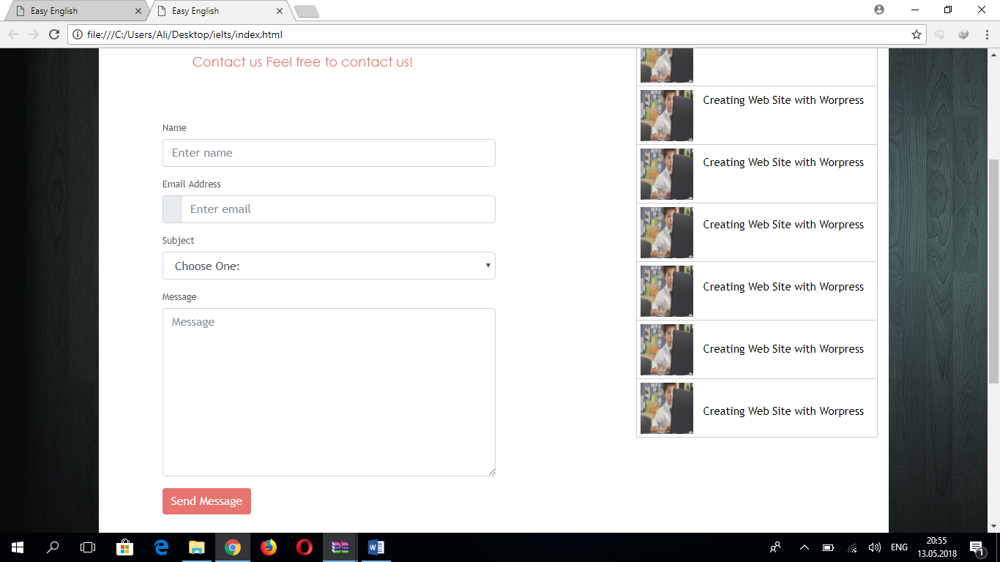 Easy English
Easy English
file:///C:/Users/Ali/Desktop/ielts/index.html
Contact us Feel free to contact us!
Name
Enter name
Email Address
Enter email
Subject
Choose One:
Message
Message
Send Message
Creating Web Site with Worpress
Creating Web Site with Worpress
Creating Web Site with Worpress
Creating Web Site with Worpress
Creating Web Site with Worpress
Creating Web Site with Worpress
ENG
20:55
13.05.2018
1